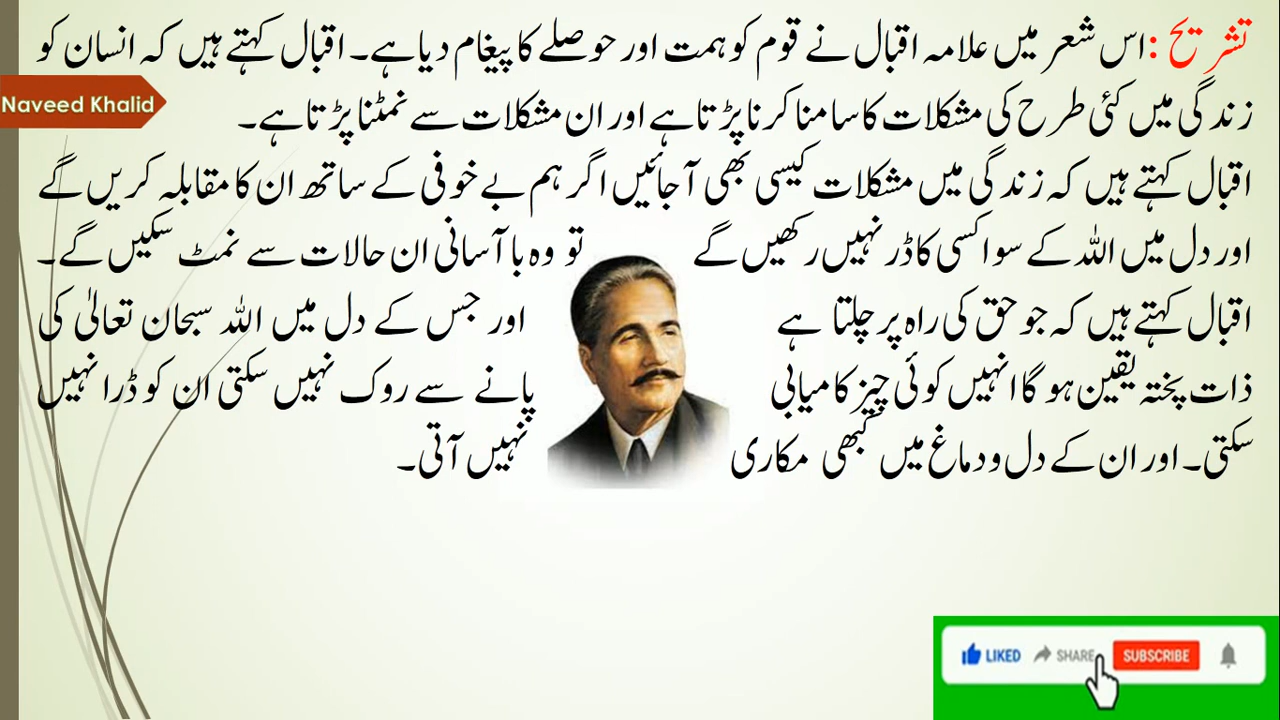 تشریح: اس شعر میں علامہ اقبال نے قوم کو ہمت اور حوصلے کا پیغام دیا ہے۔ اقبال کہتے ہیں کہ انسان کو
Naveed Khalid
زندگی میں کئی طرح کی مشکلات کا سامنا کرنا پڑتا ہے اور ان مشکلات سے نمٹنا پڑتا ہے۔
اقبال کہتے ہیں کہ زندگی میں مشکلات کیسی بھی آ جائیں اگر ہم بے خوفی کے ساتھ ان کا مقابلہ کریں گے
اور دل میں اللہ کے سوا کسی کا ڈر نہیں رکھیں گے تو وہ با آسانی ان حالات سے نمٹ سکیں گے۔
اقبال کہتے ہیں کہ جو حق کی راہ پر چلتا ہے اور جس کے دل میں اللہ سبحان تعالیٰ کی
ذات پختہ یقین ہو گا انہیں کوئی چیز کامیابی پانے سے روک نہیں سکتی ان کو ڈرا نہیں
سکتی۔ اور ان کے دل و دماغ میں کبھی مکاری نہیں آتی۔
LIKED SHARE SUBSCRIBE